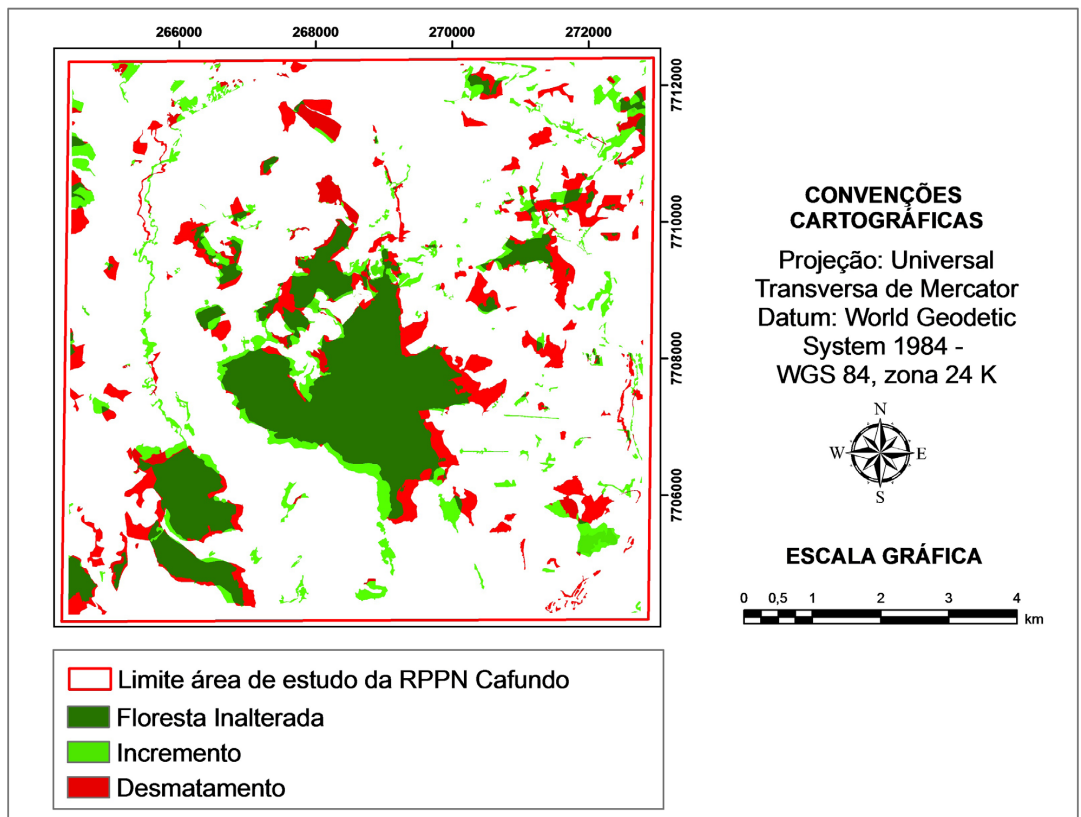 266000 268000 270000 272000
7712000
7710000
7708000
7706000
CONVENÇÕES
CARTOGRÁFICAS
Projeção: Universal
Transversa de Mercator
Datum: World Geodetic
System 1984 -
WGS 84, zona 24 K
N
W E
S
ESCALA GRÁFICA
0 0,5 1 2 3 4
km
Limite área de estudo da RPPN Cafundo
Floresta Inalterada
Incremento
Desmatamento